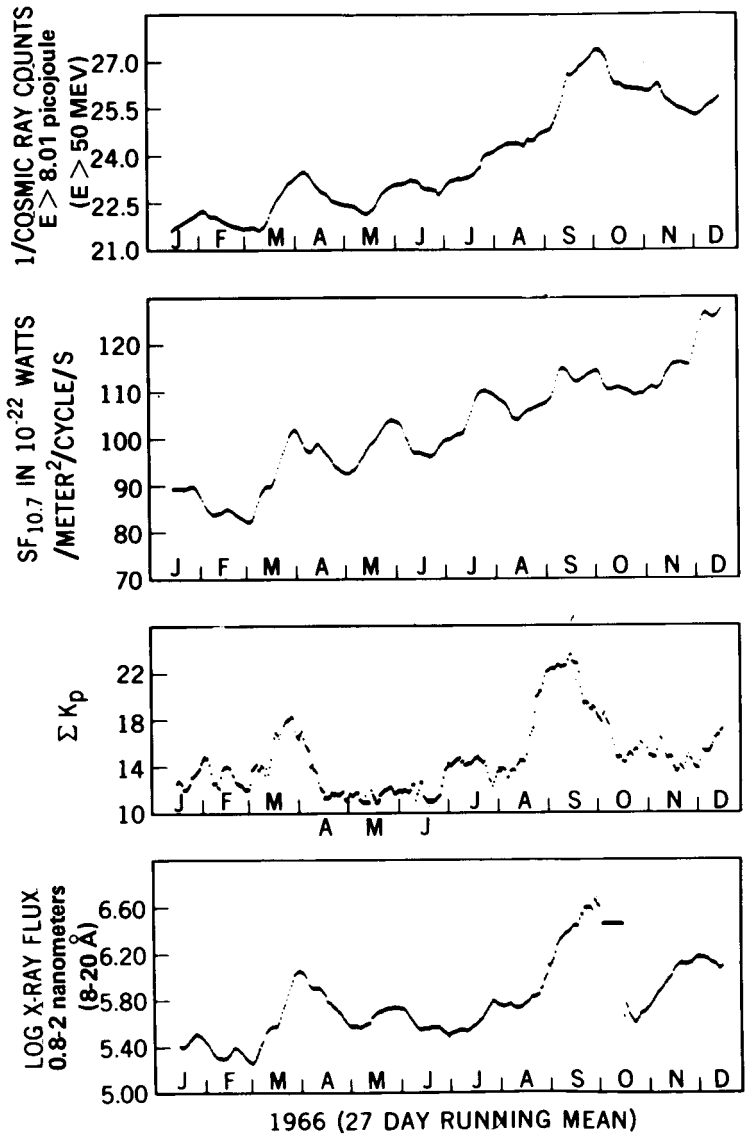 1/COSMIC RAY COUNTS
E > 8.01 picojoule
(E > 50 MEV)
27.0
25.5
24.0
22.5
21.0
J F M A M J J A S O N D
SF10.7 IN 10-22 WATTS
/METER2/CYCLE/S
120
110
100
90
80
70
J F M A M J J A S O N D
Σ Kp
22
18
14
10
J F M A M J J A S O N D
LOG X-RAY FLUX
0.8-2 nanometers
(8-20 Å)
6.60
6.20
5.80
5.40
5.00
J F M A M J J A S O N D
1966 (27 DAY RUNNING MEAN)